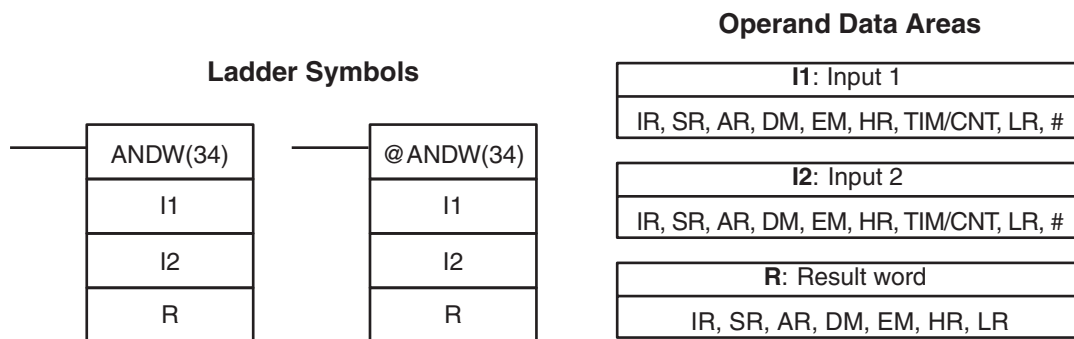 Ladder Symbols
ANDW(34)
I1
I2
R
@ANDW(34)
I1
I2
R
Operand Data Areas
I1: Input 1
IR, SR, AR, DM, EM, HR, TIM/CNT, LR, #
I2: Input 2
IR, SR, AR, DM, EM, HR, TIM/CNT, LR, #
R: Result word
IR, SR, AR, DM, EM, HR, LR